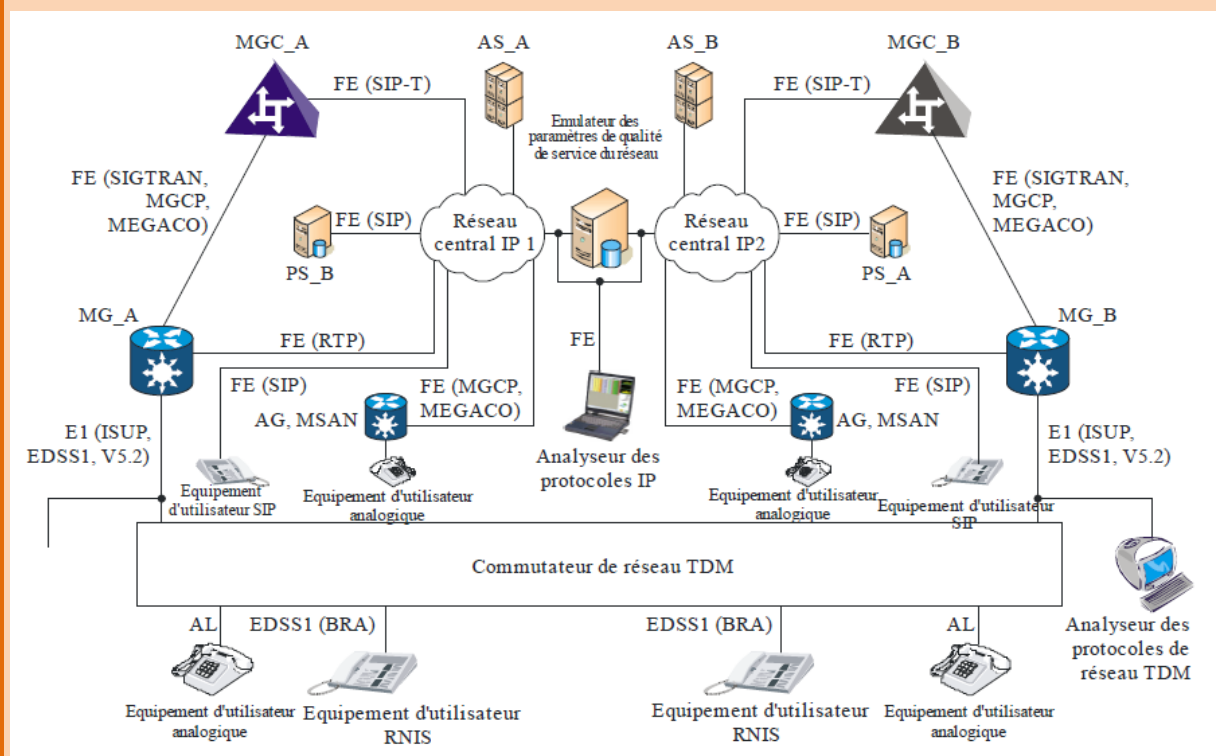 MGC_A
AS_A
AS_B
MGC_B
FE (SIP-T)
FE (SIP-T)
Emulateur des
paramètres de qualité
de service du réseau
FE (SIGTRAN,
MGCP,
MEGACO)
FE (SIGTRAN,
MGCP,
MEGACO)
FE (SIP)
Réseau
central IP 1
Réseau
central IP2
FE (SIP)
PS_B
PS_A
MG_A
MG_B
FE (RTP)
FE
FE (RTP)
FE (SIP)
FE (MGCP,
MEGACO)
FE (MGCP,
MEGACO)
FE (SIP)
AG, MSAN
AG, MSAN
E1 (ISUP,
EDSS1, V5.2)
E1 (ISUP,
EDSS1, V5.2)
Analyseur des
protocoles IP
Equipement
d'utilisateur SIP
Equipement d'utilisateur
analogique
Equipement d'utilisateur
analogique
Equipement d'utilisateur
SIP
Commutateur de réseau TDM
AL
EDSS1 (BRA)
EDSS1 (BRA)
AL
Analyseur des
protocoles de
réseau TDM
Equipement d'utilisateur
analogique
Equipement d'utilisateur
RNIS
Equipement d'utilisateur
RNIS
Equipement d'utilisateur
analogique